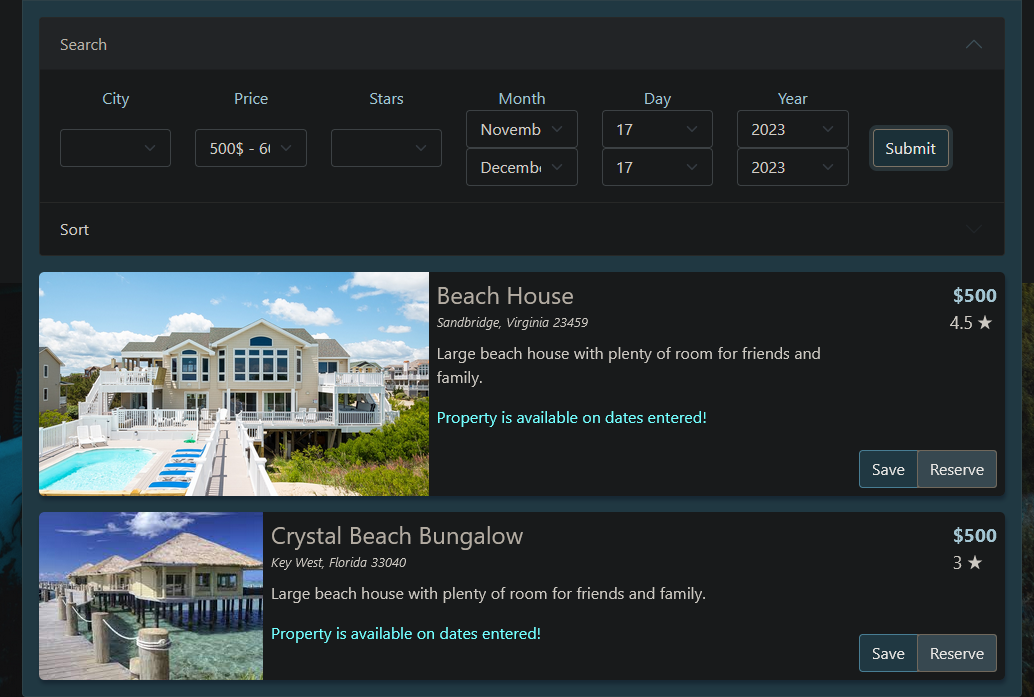 Search
City Price Stars Month Day Year
500$ - 60
Novemb 17 2023
Decemb 17 2023
Submit
Sort
Beach House
$500
Sandbridge, Virginia 23459
4.5 ★
Large beach house with plenty of room for friends and
family.
Property is available on dates entered!
Save Reserve
Crystal Beach Bungalow
$500
Key West, Florida 33040
3 ★
Large beach house with plenty of room for friends and family.
Property is available on dates entered!
Save Reserve